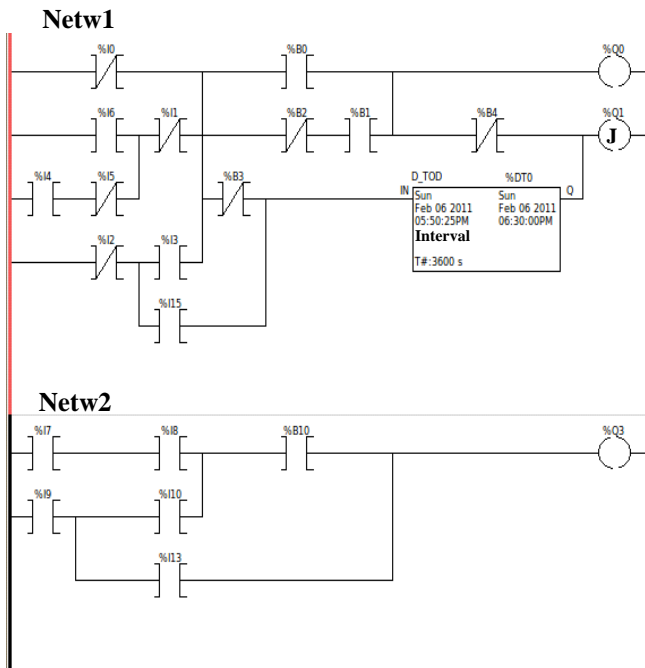 Netw1
%I0 %B0 %Q0
%I6 %I1 %B2 %B1 %B4 %Q1
J
%I4 %I5 %B3 D_TOD %DT0
IN Sun Sun Q
Feb 06 2011 Feb 06 2011
05:50:25PM 06:30:00PM
Interval
%I2 %I3
T#:3600 s
%I15
Netw2
%I7 %I8 %B10 %Q3
%I9 %I10
%I13